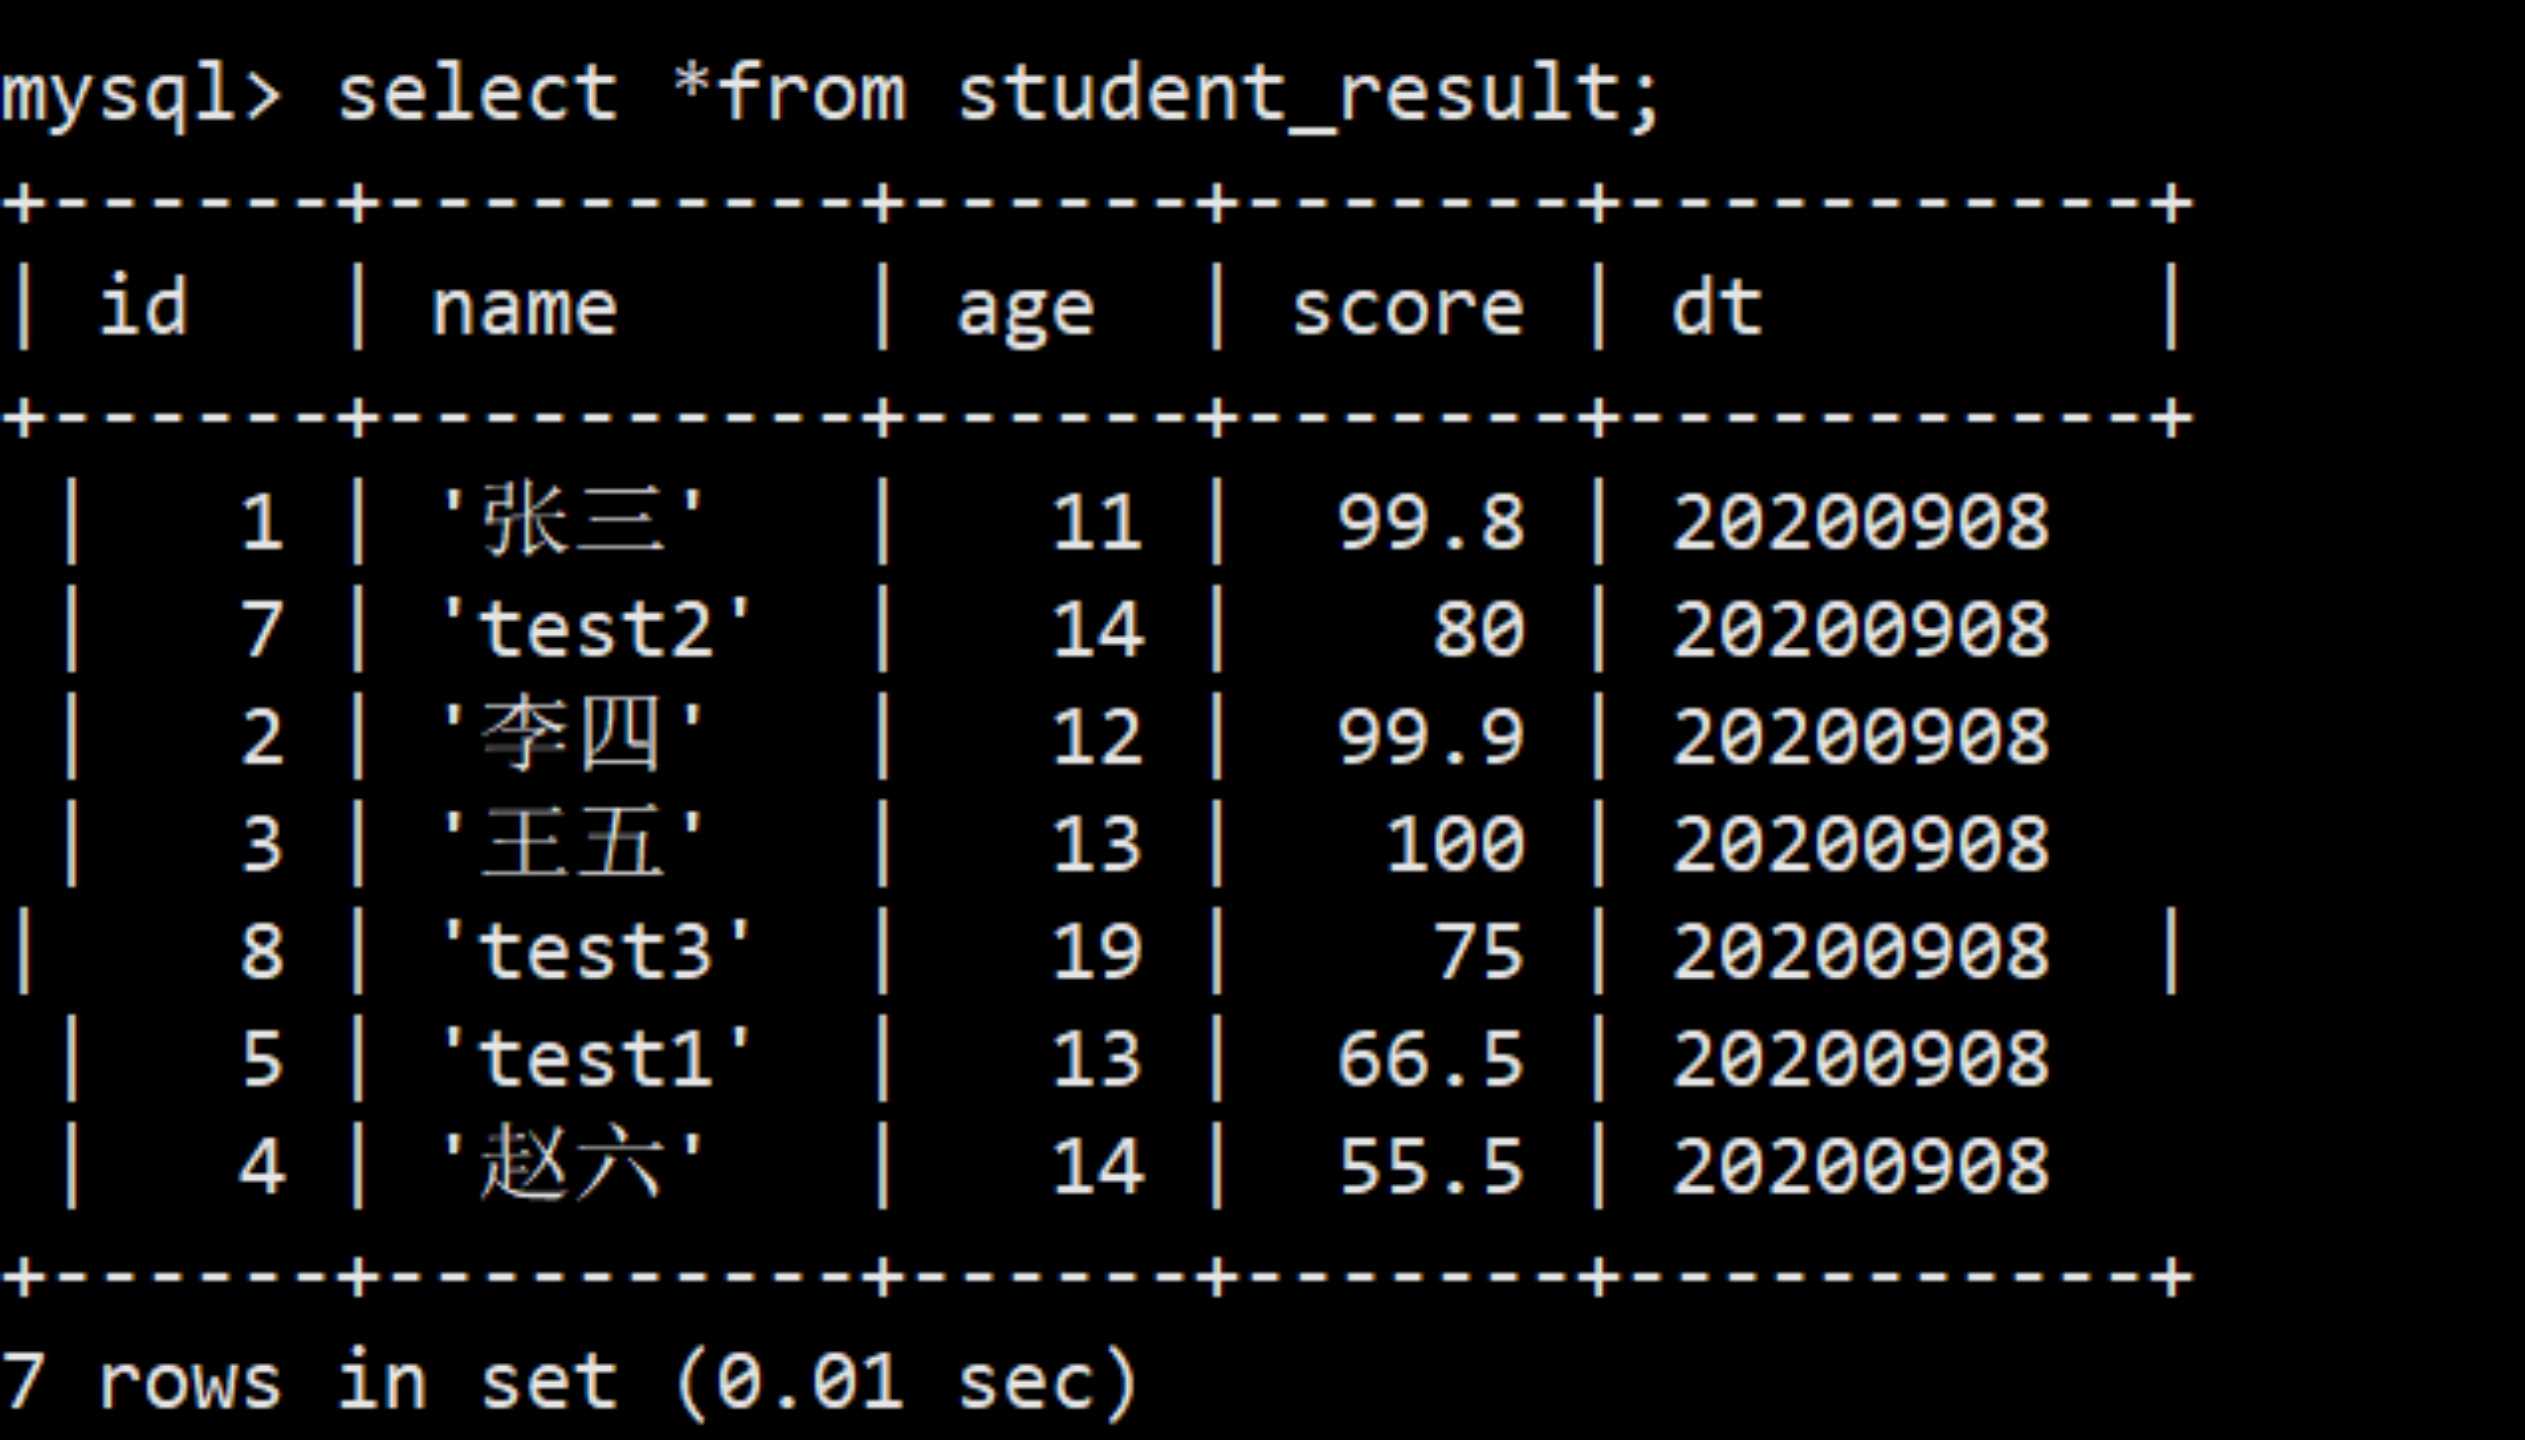 mysql> select *from student_result;
+------+-----------+------+-------+------------+
| id   | name      | age  | score | dt        |
+------+----------+------+-------+-----------+
 |   1 | '张三'   |   11 |  99.8 | 20200908
 |   7 | 'test2'  |   14 |    80 | 20200908
 |   2 | '李四'   |   12 |  99.9 | 20200908
 |   3 | '王五'   |   13 |   100 | 20200908
|    8 | 'test3'  |   19 |    75 | 20200908  |
 |   5 | 'test1'  |   13 |  66.5 | 20200908
 |   4 | '赵六'   |   14 |  55.5 | 20200908
+------+-----------+------+-------+------------+
7 rows in set (0.01 sec)